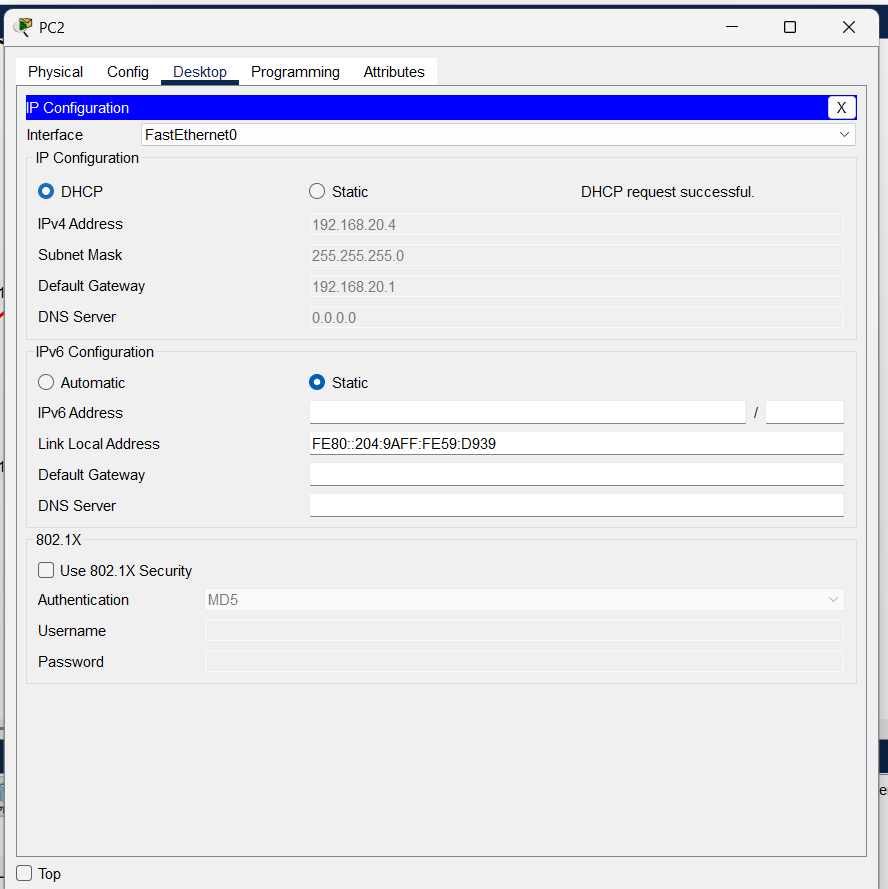 PC2
Physical Config Desktop Programming Attributes
IP Configuration X
Interface FastEthernet0
IP Configuration
DHCP Static DHCP request successful.
IPv4 Address 192.168.20.4
Subnet Mask 255.255.255.0
Default Gateway 192.168.20.1
DNS Server 0.0.0.0
IPv6 Configuration
Automatic Static
IPv6 Address /
Link Local Address FE80::204:9AFF:FE59:D939
Default Gateway
DNS Server
802.1X
Use 802.1X Security
Authentication MD5
Username
Password
Top